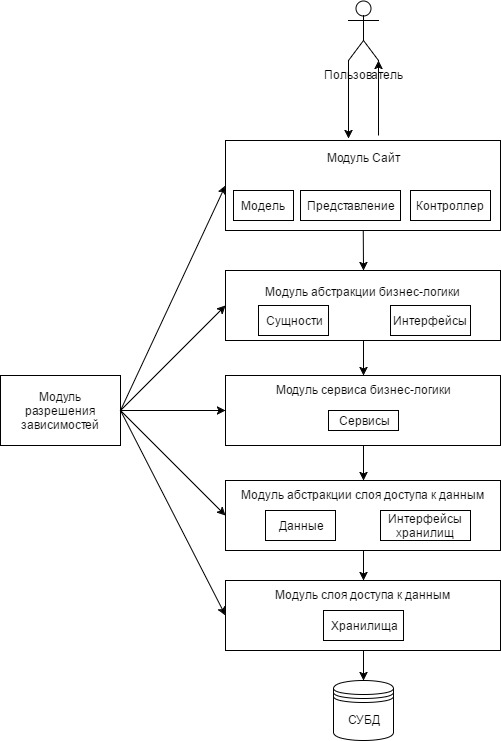 Пользователь
Модуль Сайт
Модель
Представление
Контроллер
Модуль абстракции бизнес-логики
Сущности
Интерфейсы
Модуль
разрешения
зависимостей
Модуль сервиса бизнес-логики
Сервисы
Модуль абстракции слоя доступа к данным
Данные
Интерфейсы
хранилищ
Модуль слоя доступа к данным
Хранилища
СУБД